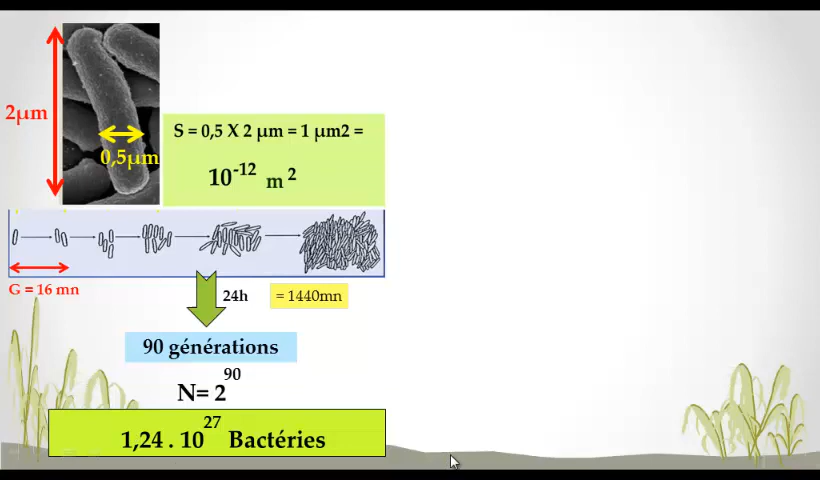 2µm
0,5µm
S = 0,5 X 2 µm = 1 µm2 =
10-12 m 2
G = 16 mn
24h
= 1440mn
90 générations
N= 2 90
1,24 . 10 27 Bactéries